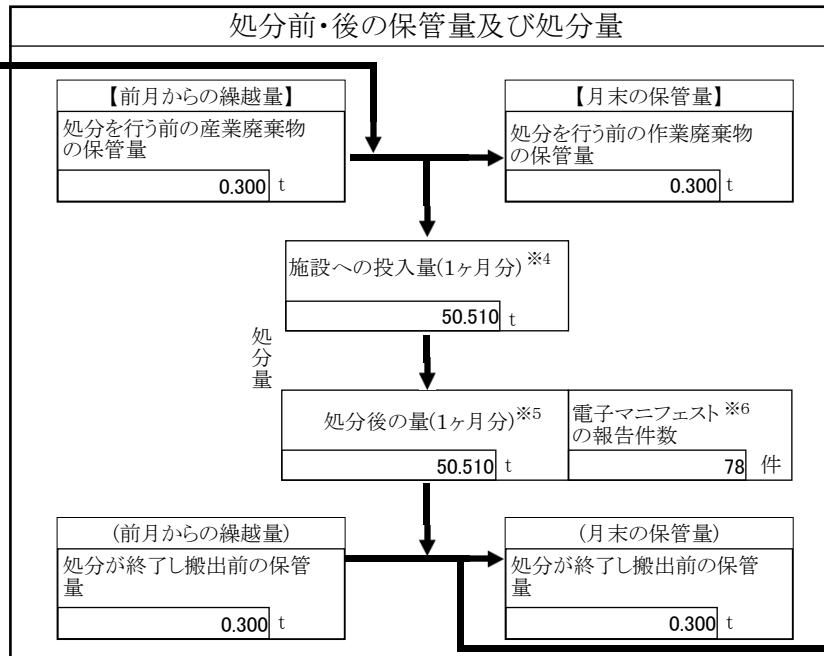 処分前・後の保管量及び処分量
【前月からの繰越量】
処分を行う前の産業廃棄物
の保管量
0.300 t
【月末の保管量】
処分を行う前の作業廃棄物
の保管量
0.300 t
施設への投入量(1ヶ月分)※4
50.510 t
処分量
処分後の量(1ヶ月分)※5
50.510 t
電子マニフェスト※6
の報告件数
78 件
(前月からの繰越量)
処分が終了し搬出前の保管
量
0.300 t
(月末の保管量)
処分が終了し搬出前の保管
量
0.300 t